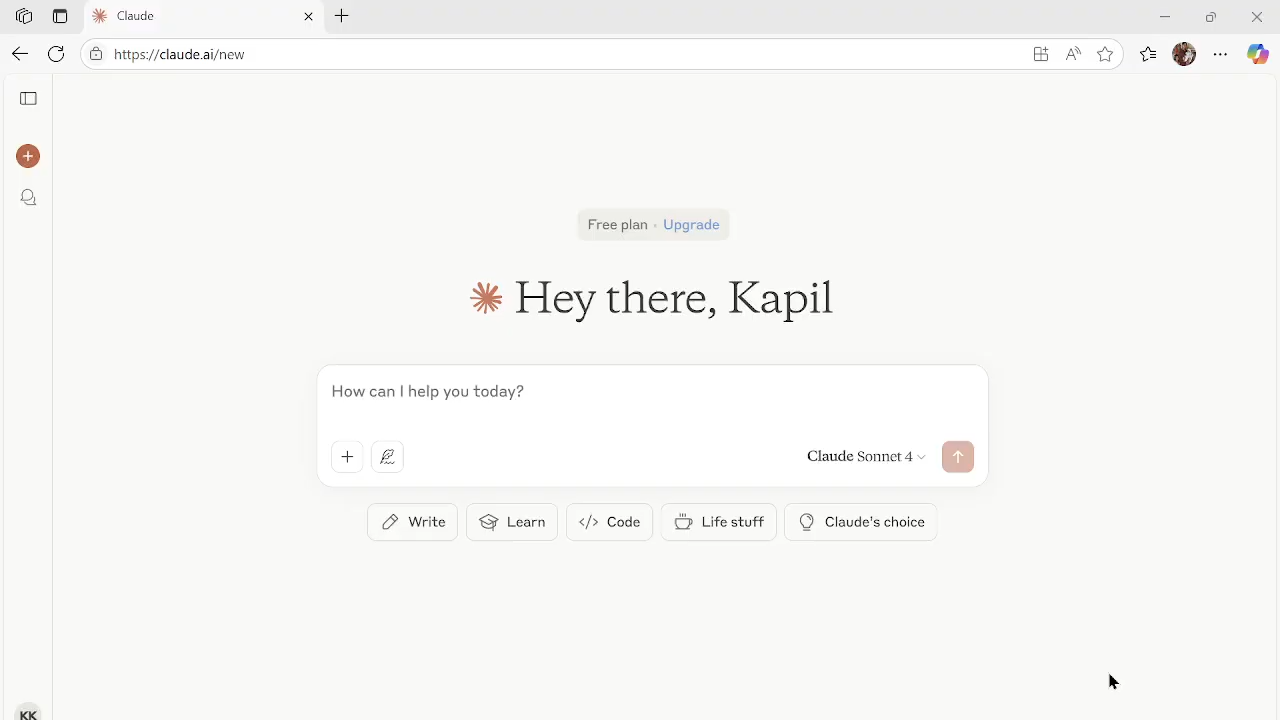 Claude
https://claude.ai/new
Free plan · Upgrade
Hey there, Kapil
How can I help you today?
Claude Sonnet 4
Write
Learn
Code
Life stuff
Claude's choice
KK